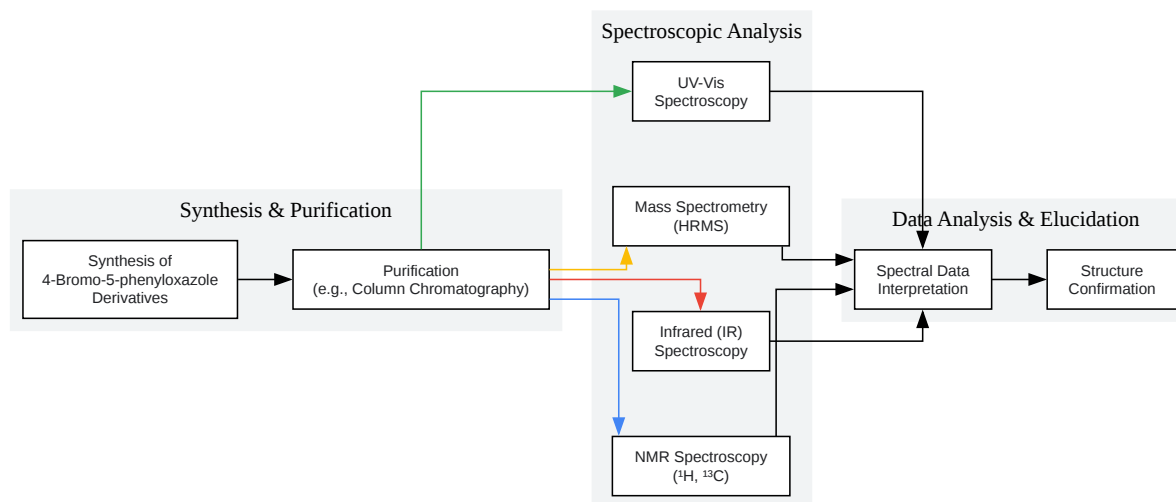 Synthesis & Purification
Synthesis of
4-Bromo-5-phenyloxazole
Derivatives
Purification
(e.g., Column Chromatography)
Spectroscopic Analysis
UV-Vis
Spectroscopy
Mass Spectrometry
(HRMS)
Infrared (IR)
Spectroscopy
NMR Spectroscopy
(¹H, ¹³C)
Data Analysis & Elucidation
Spectral Data
Interpretation
Structure
Confirmation